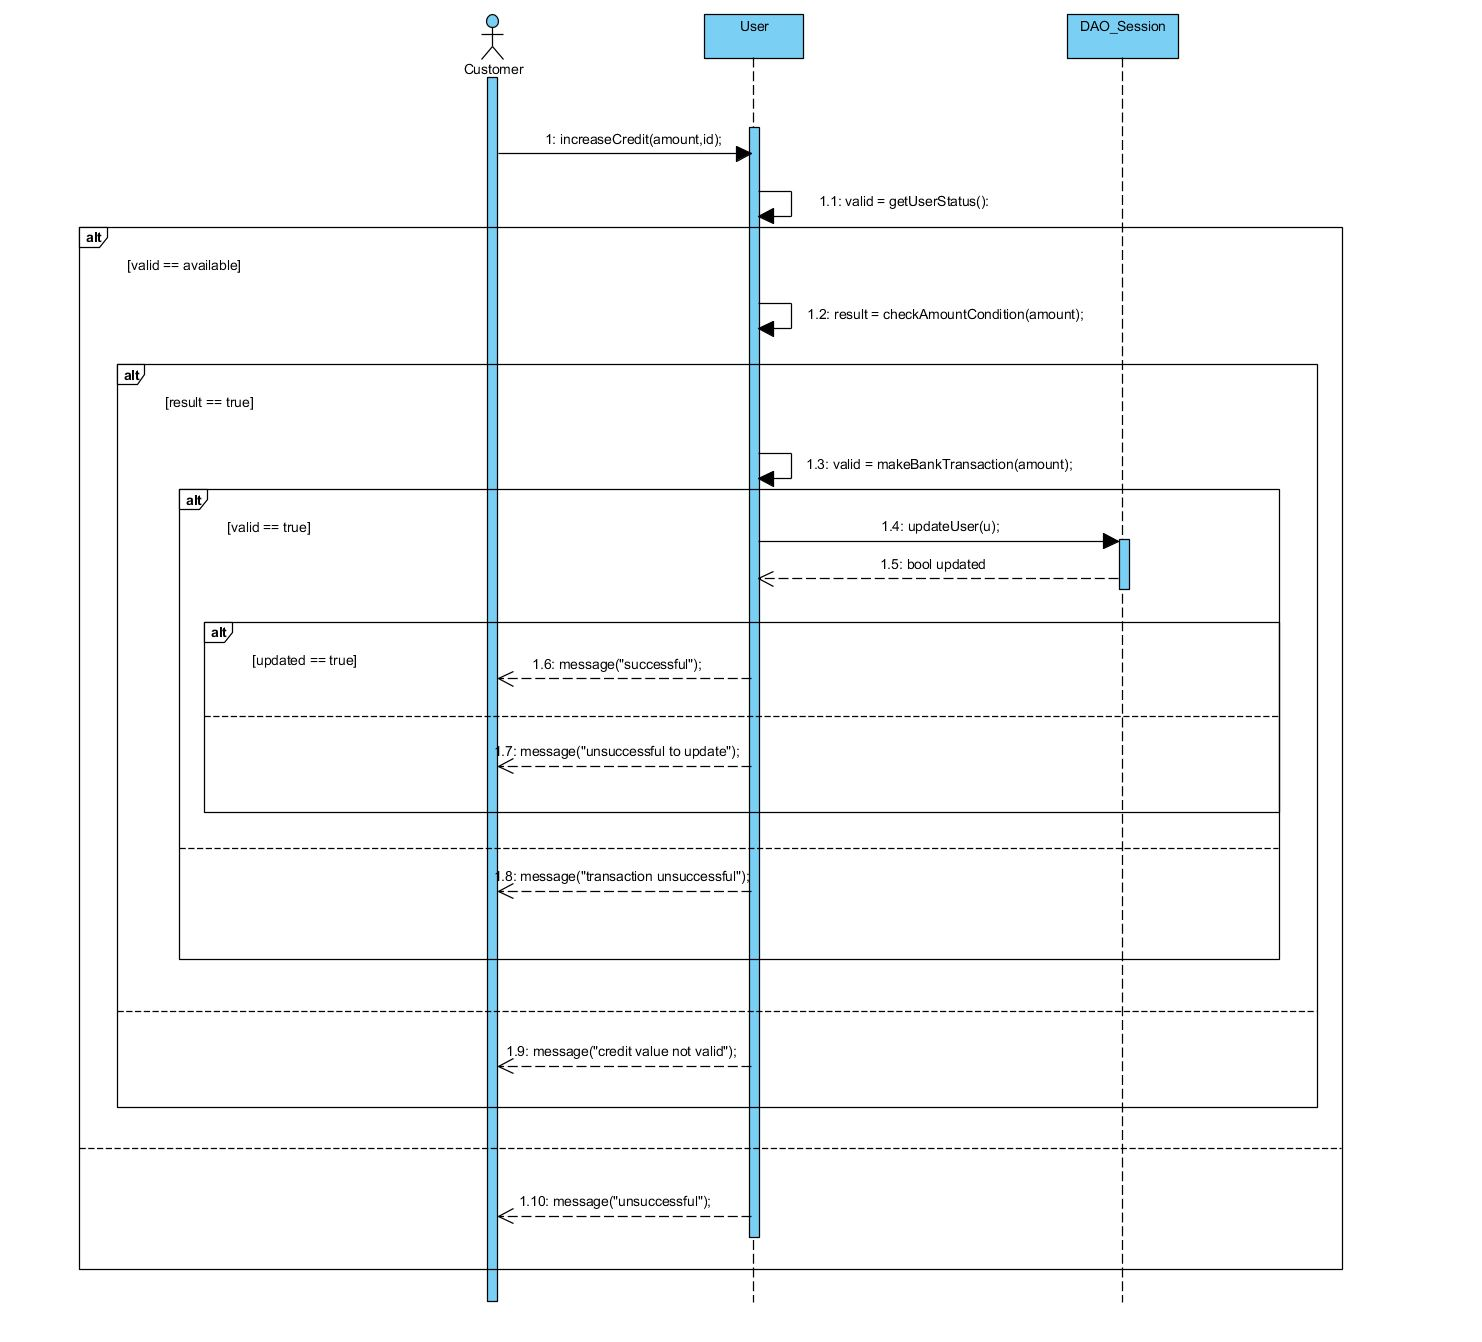 User
DAO_Session
Customer
1: increaseCredit(amount,id);
1.1: valid = getUserStatus():
alt
[valid == available]
1.2: result = checkAmountCondition(amount);
alt
[result == true]
1.3: valid = makeBankTransaction(amount);
alt
[valid == true]
1.4: updateUser(u);
1.5: bool updated
alt
[updated == true]
1.6: message("successful");
1.7: message("unsuccessful to update");
1.8: message("transaction unsuccessful");
1.9: message("credit value not valid");
1.10: message("unsuccessful");